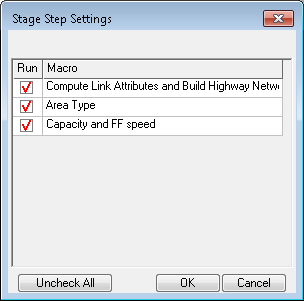 Stage Step Settings
Run Macro
Compute Link Attributes and Build Highway Netwo
Area Type
Capacity and FF speed
Uncheck All OK Cancel